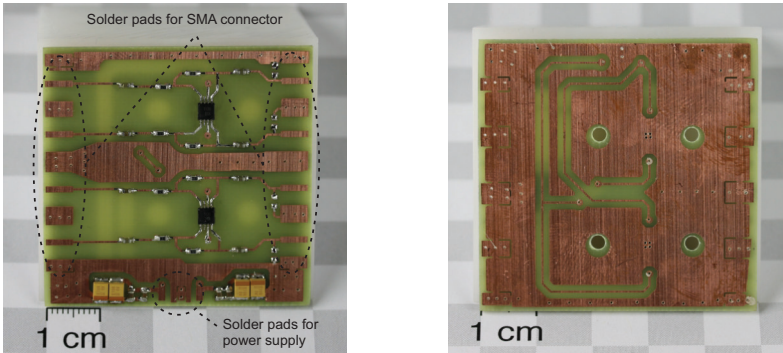 Solder pads for SMA connector
1 cm
Solder pads for
power supply
1 cm